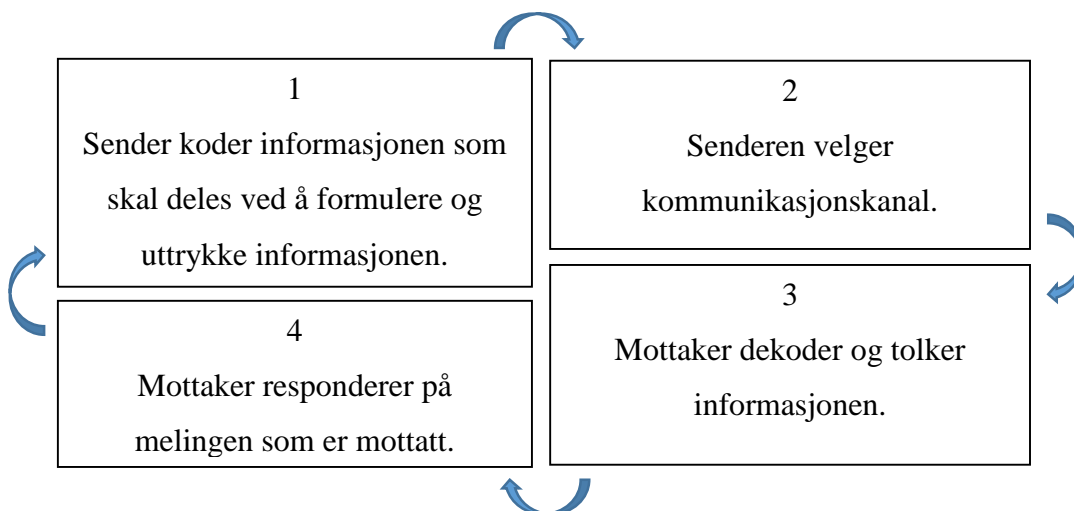 1
Sender koder informasjonen som
skal deles ved å formulere og
uttrykke informasjonen.
2
Senderen velger
kommunikasjonskanal.
3
Mottaker dekoder og tolker
informasjonen.
4
Mottaker responderer på
melingen som er mottatt.